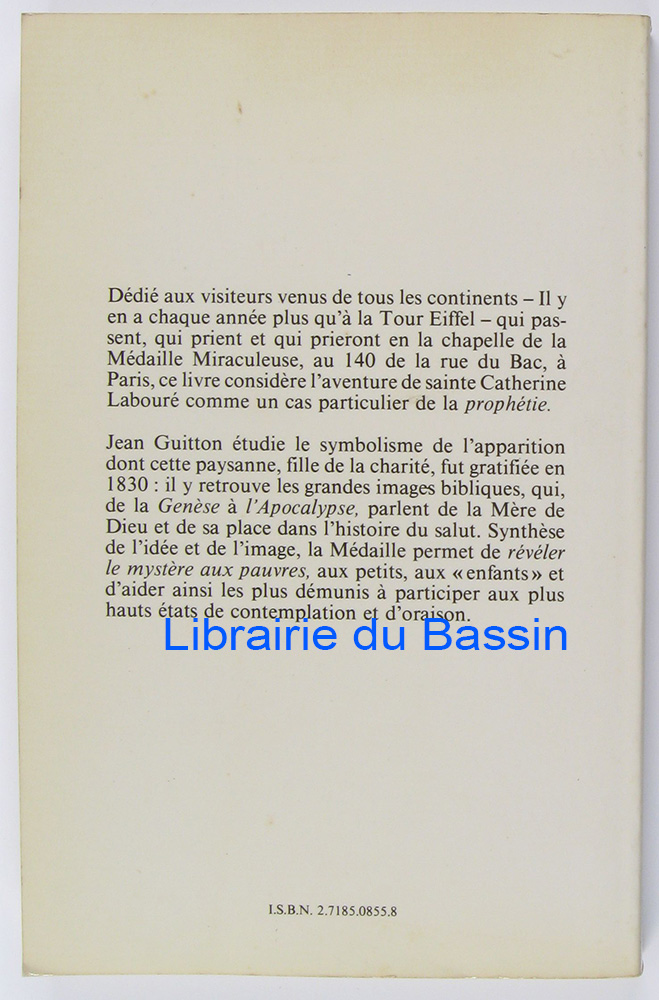 Dédié aux visiteurs venus de tous les continents – Il y
en a chaque année plus qu'à la Tour Eiffel – qui pas-
sent, qui prient et qui prieront en la chapelle de la
Médaille Miraculeuse, au 140 de la rue du Bac, à
Paris, ce livre considère l'aventure de sainte Catherine
Labouré comme un cas particulier de la prophétie.
Jean Guitton étudie le symbolisme de l'apparition
dont cette paysanne, fille de la charité, fut gratifiée en
1830 : il y retrouve les grandes images bibliques, qui,
de la Genèse à l'Apocalypse, parlent de la Mère de
Dieu et de sa place dans l'histoire du salut. Synthèse
de l'idée et de l'image, la Médaille permet de révéler
le mystère aux pauvres, aux petits, aux «enfants» et
d'aider ainsi les plus démunis à participer aux plus
hauts états de contemplation et d'oraison.
Librairie du Bassin
I.S.B.N. 2.7185.0855.8